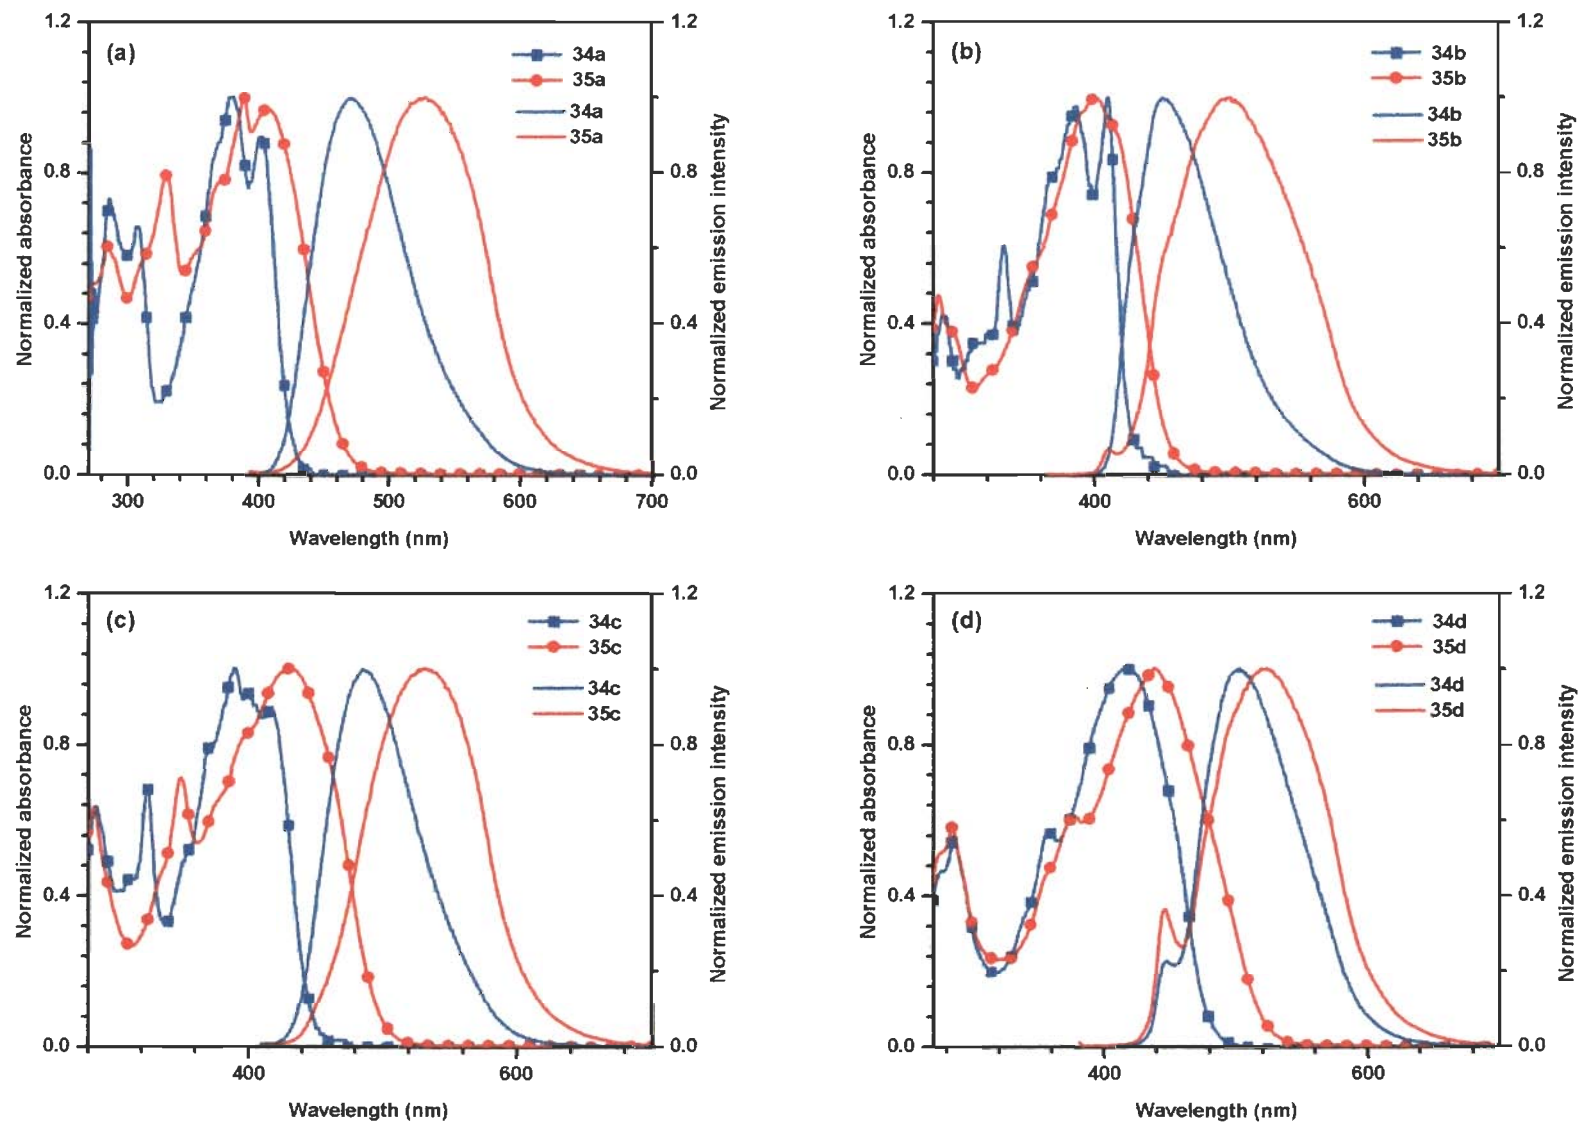 (a)
34a
35a
34a
35a
1.2
0.8
0.4
0.0
1.2
0.8
0.4
0.0
300 400 500 600 700
Normalized absorbance
Normalized emission intensity
Wavelength (nm)
(b)
34b
35b
34b
35b
1.2
0.8
0.4
0.0
1.2
0.8
0.4
0.0
400 600
Normalized absorbance
Normalized emission intensity
Wavelength (nm)
(c)
34c
35c
34c
35c
1.2
0.8
0.4
0.0
1.2
0.8
0.4
0.0
400 600
Normalized absorbance
Normalized emission intensity
Wavelength (nm)
(d)
34d
35d
34d
35d
1.2
0.8
0.4
0.0
1.2
0.8
0.4
0.0
400 600
Normalized absorbance
Normalized emission intensity
Wavelength (nm)